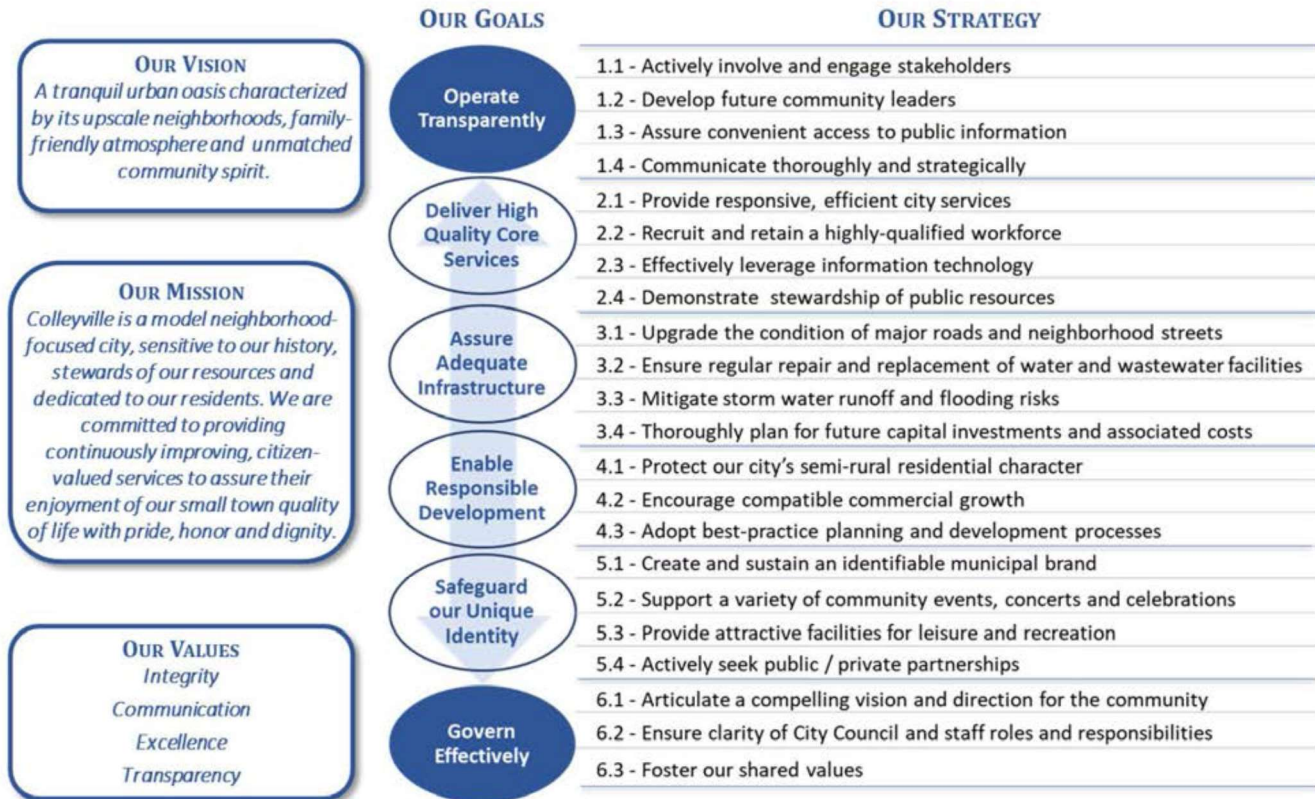 OUR VISION
A tranquil urban oasis characterized
by its upscale neighborhoods, family-
friendly atmosphere and unmatched
community spirit.
OUR MISSION
Colleyville is a model neighborhood-
focused city, sensitive to our history,
stewards of our resources and
dedicated to our residents. We are
committed to providing
continuously improving, citizen-
valued services to assure their
enjoyment of our small town quality
of life with pride, honor and dignity.
OUR VALUES
Integrity
Communication
Excellence
Transparency
OUR GOALS
Operate
Transparently
Deliver High
Quality Core
Services
Assure
Adequate
Infrastructure
Enable
Responsible
Development
Safeguard
our Unique
Identity
Govern
Effectively
OUR STRATEGY
1.1 - Actively involve and engage stakeholders
1.2 - Develop future community leaders
1.3 - Assure convenient access to public information
1.4 - Communicate thoroughly and strategically
2.1 - Provide responsive, efficient city services
2.2 - Recruit and retain a highly-qualified workforce
2.3 - Effectively leverage information technology
2.4 - Demonstrate stewardship of public resources
3.1 - Upgrade the condition of major roads and neighborhood streets
3.2 - Ensure regular repair and replacement of water and wastewater facilities
3.3 - Mitigate storm water runoff and flooding risks
3.4 - Thoroughly plan for future capital investments and associated costs
4.1 - Protect our city's semi-rural residential character
4.2 - Encourage compatible commercial growth
4.3 - Adopt best-practice planning and development processes
5.1 - Create and sustain an identifiable municipal brand
5.2 - Support a variety of community events, concerts and celebrations
5.3 - Provide attractive facilities for leisure and recreation
5.4 - Actively seek public / private partnerships
6.1 - Articulate a compelling vision and direction for the community
6.2 - Ensure clarity of City Council and staff roles and responsibilities
6.3 - Foster our shared values